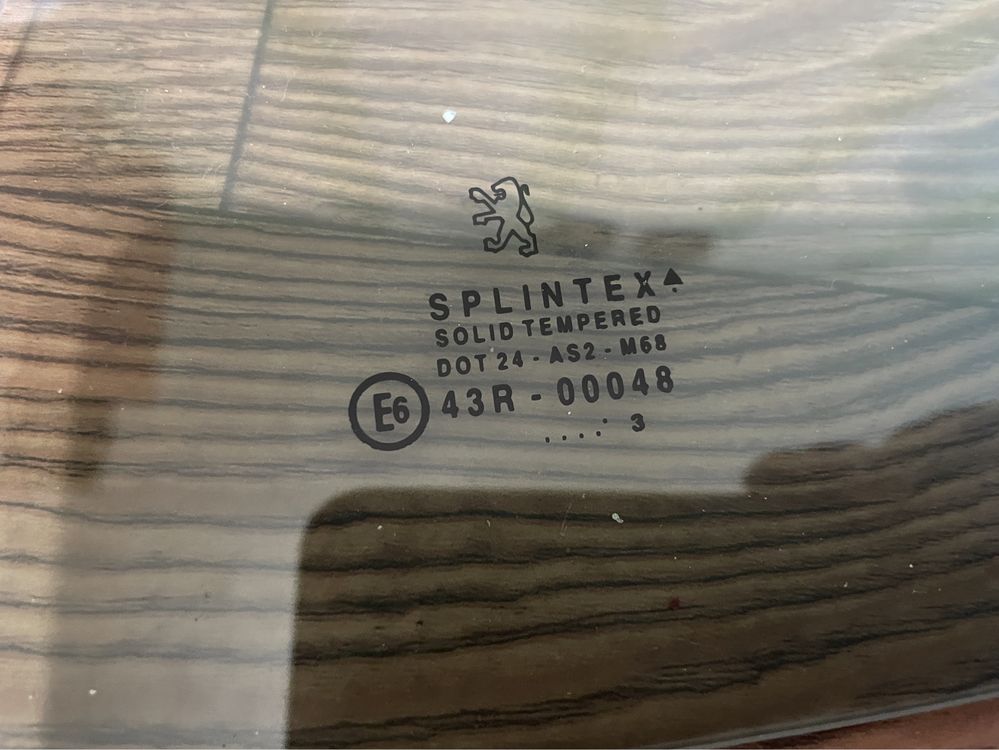 SPLINTEX
SOLID TEMPERED
DOT 24 - AS2 - M68
E6 43R - 00048
....: 3